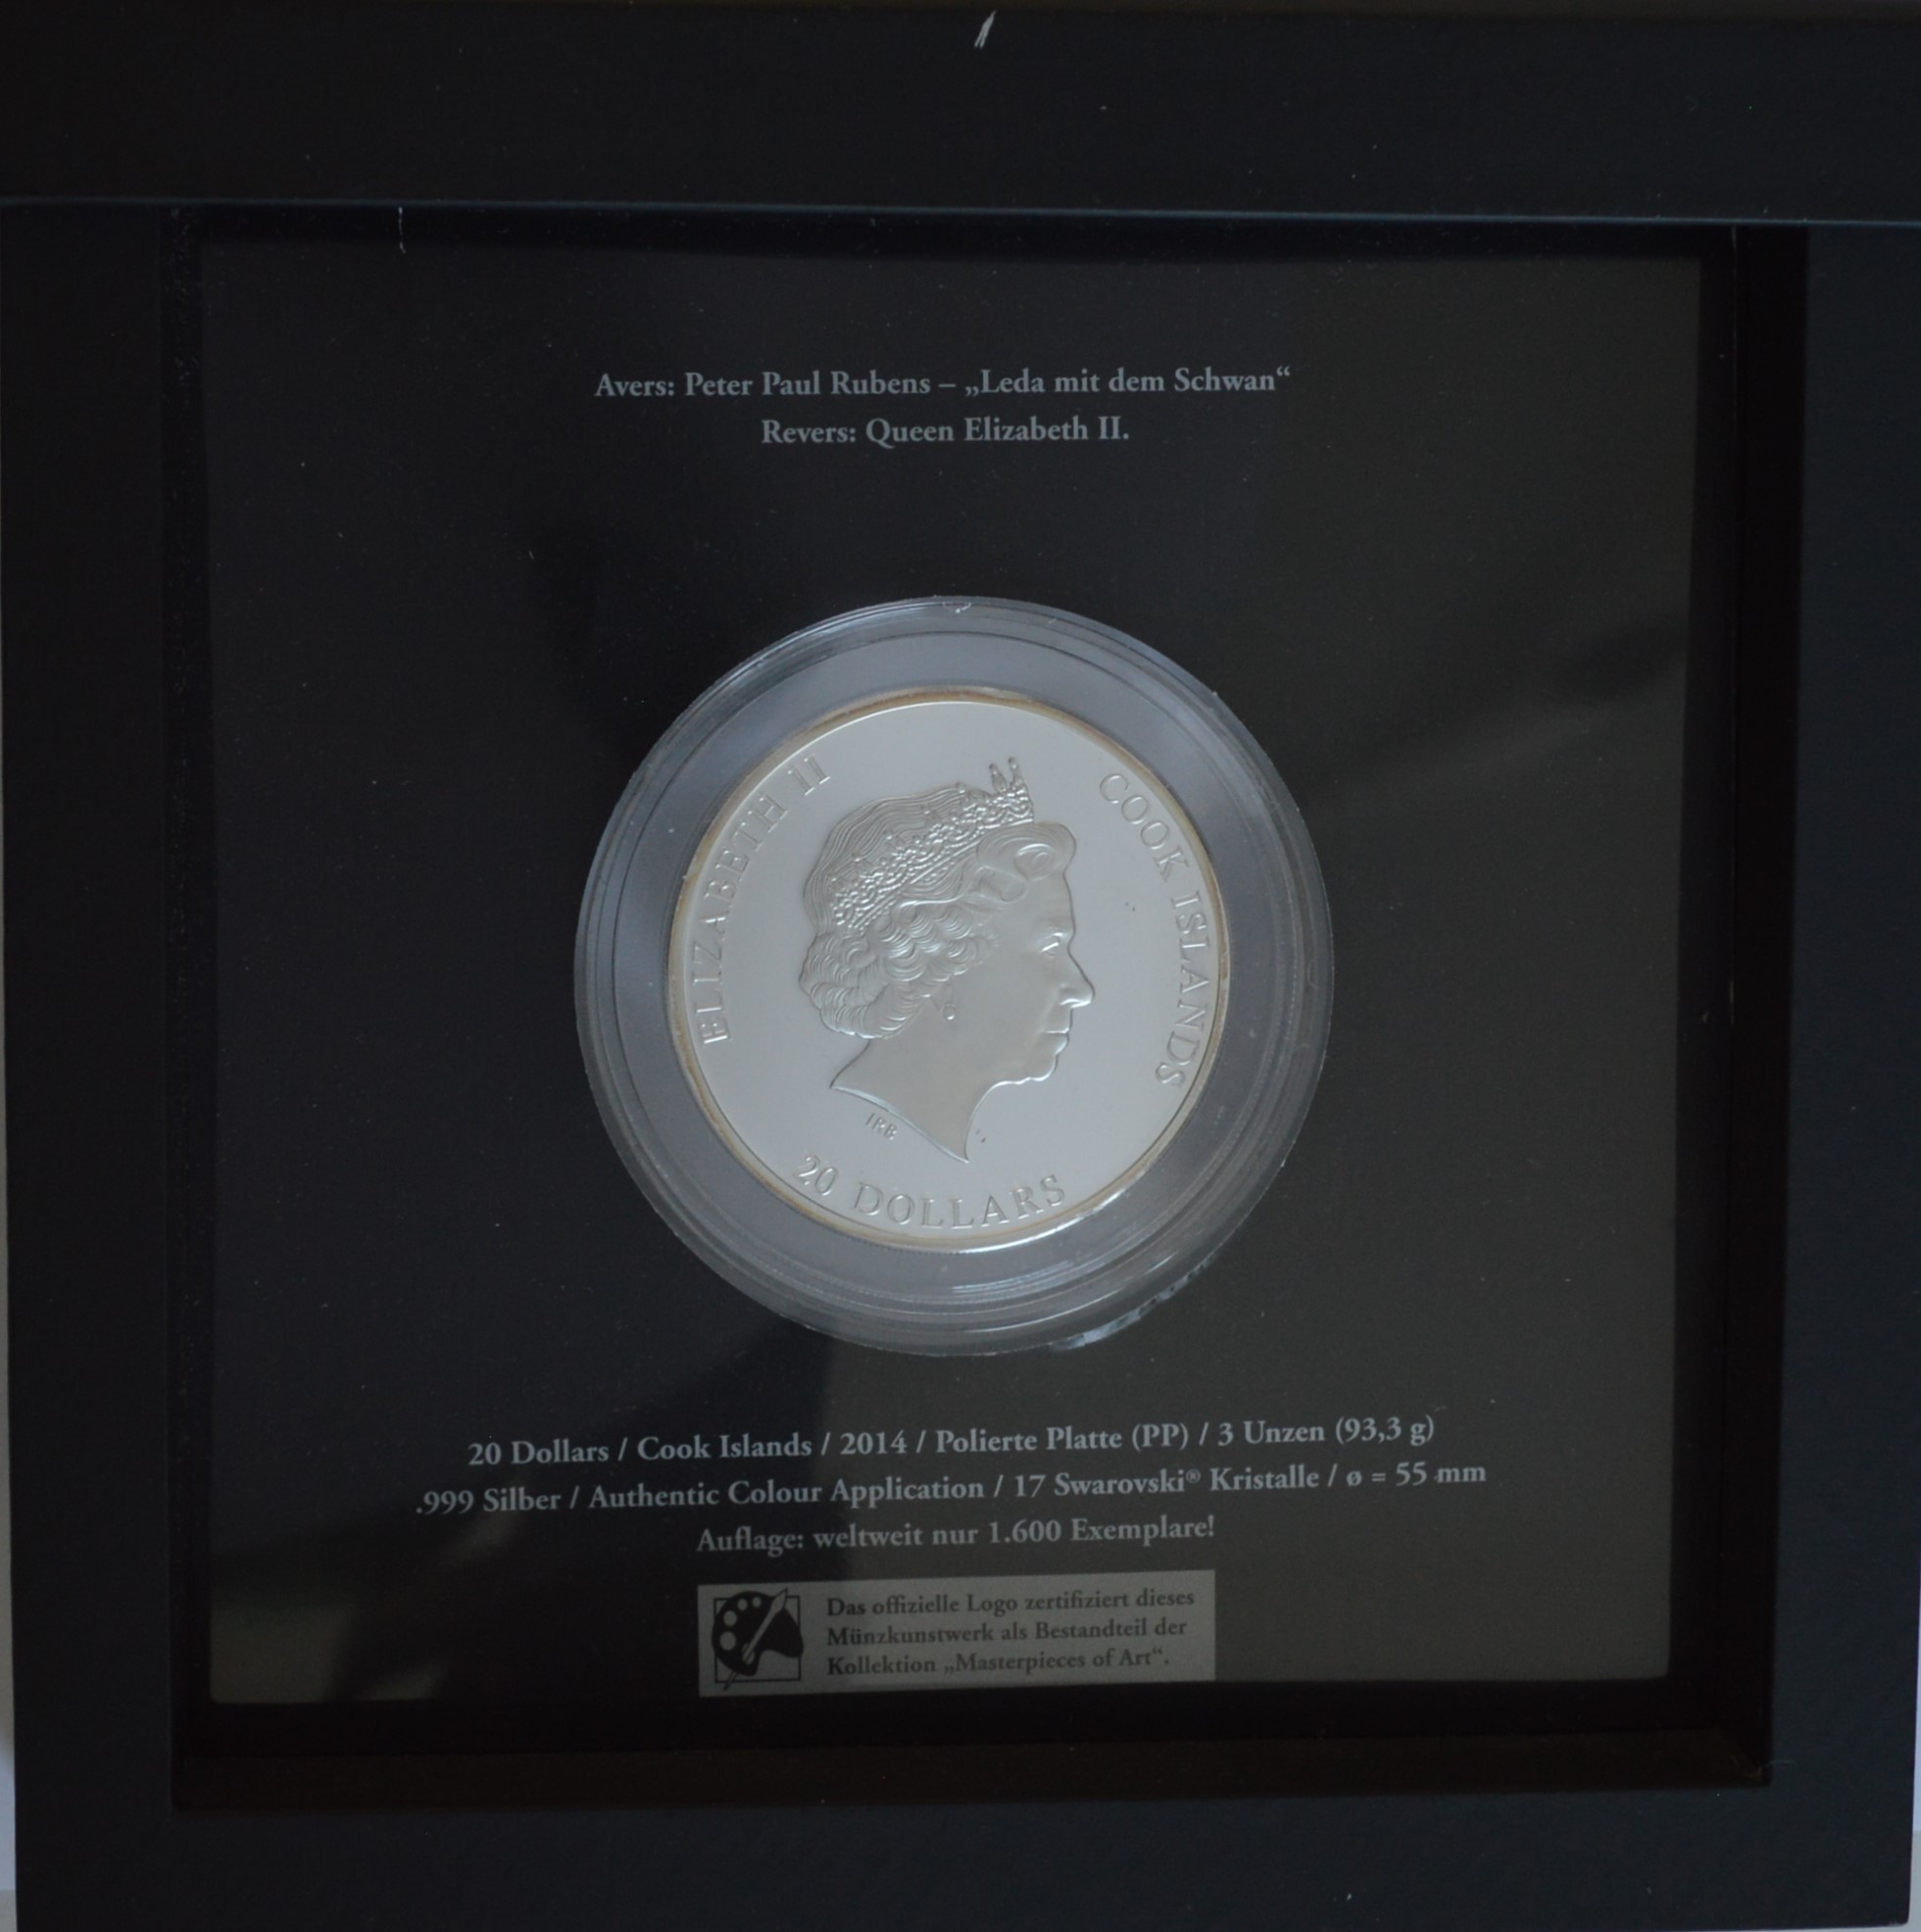 Avers: Peter Paul Rubens – „Leda mit dem Schwan“
Revers: Queen Elizabeth II.
ELIZABETH II
COOK ISLANDS
IRB
20 DOLLARS
20 Dollars / Cook Islands / 2014 / Polierte Platte (PP) / 3 Unzen (93,3 g)
.999 Silber / Authentic Colour Application / 17 Swarovski® Kristalle / ø = 55 mm
Auflage: weltweit nur 1.600 Exemplare!
Das offizielle Logo zertifiziert dieses
Münzkunstwerk als Bestandteil der
Kollektion „Masterpieces of Art“.